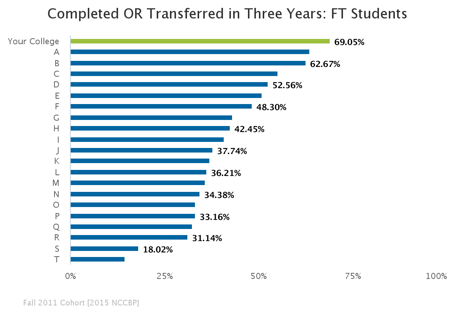 Completed OR Transferred in Three Years: FT Students
Your College 69.05%
A
B 62.67%
C
D 52.56%
E
F 48.30%
G
H 42.45%
I
J 37.74%
K
L 36.21%
M
N 34.38%
O
P 33.16%
Q
R 31.14%
S 18.02%
T
0% 25% 50% 75% 100%
Fall 2011 Cohort [2015 NCCBP]